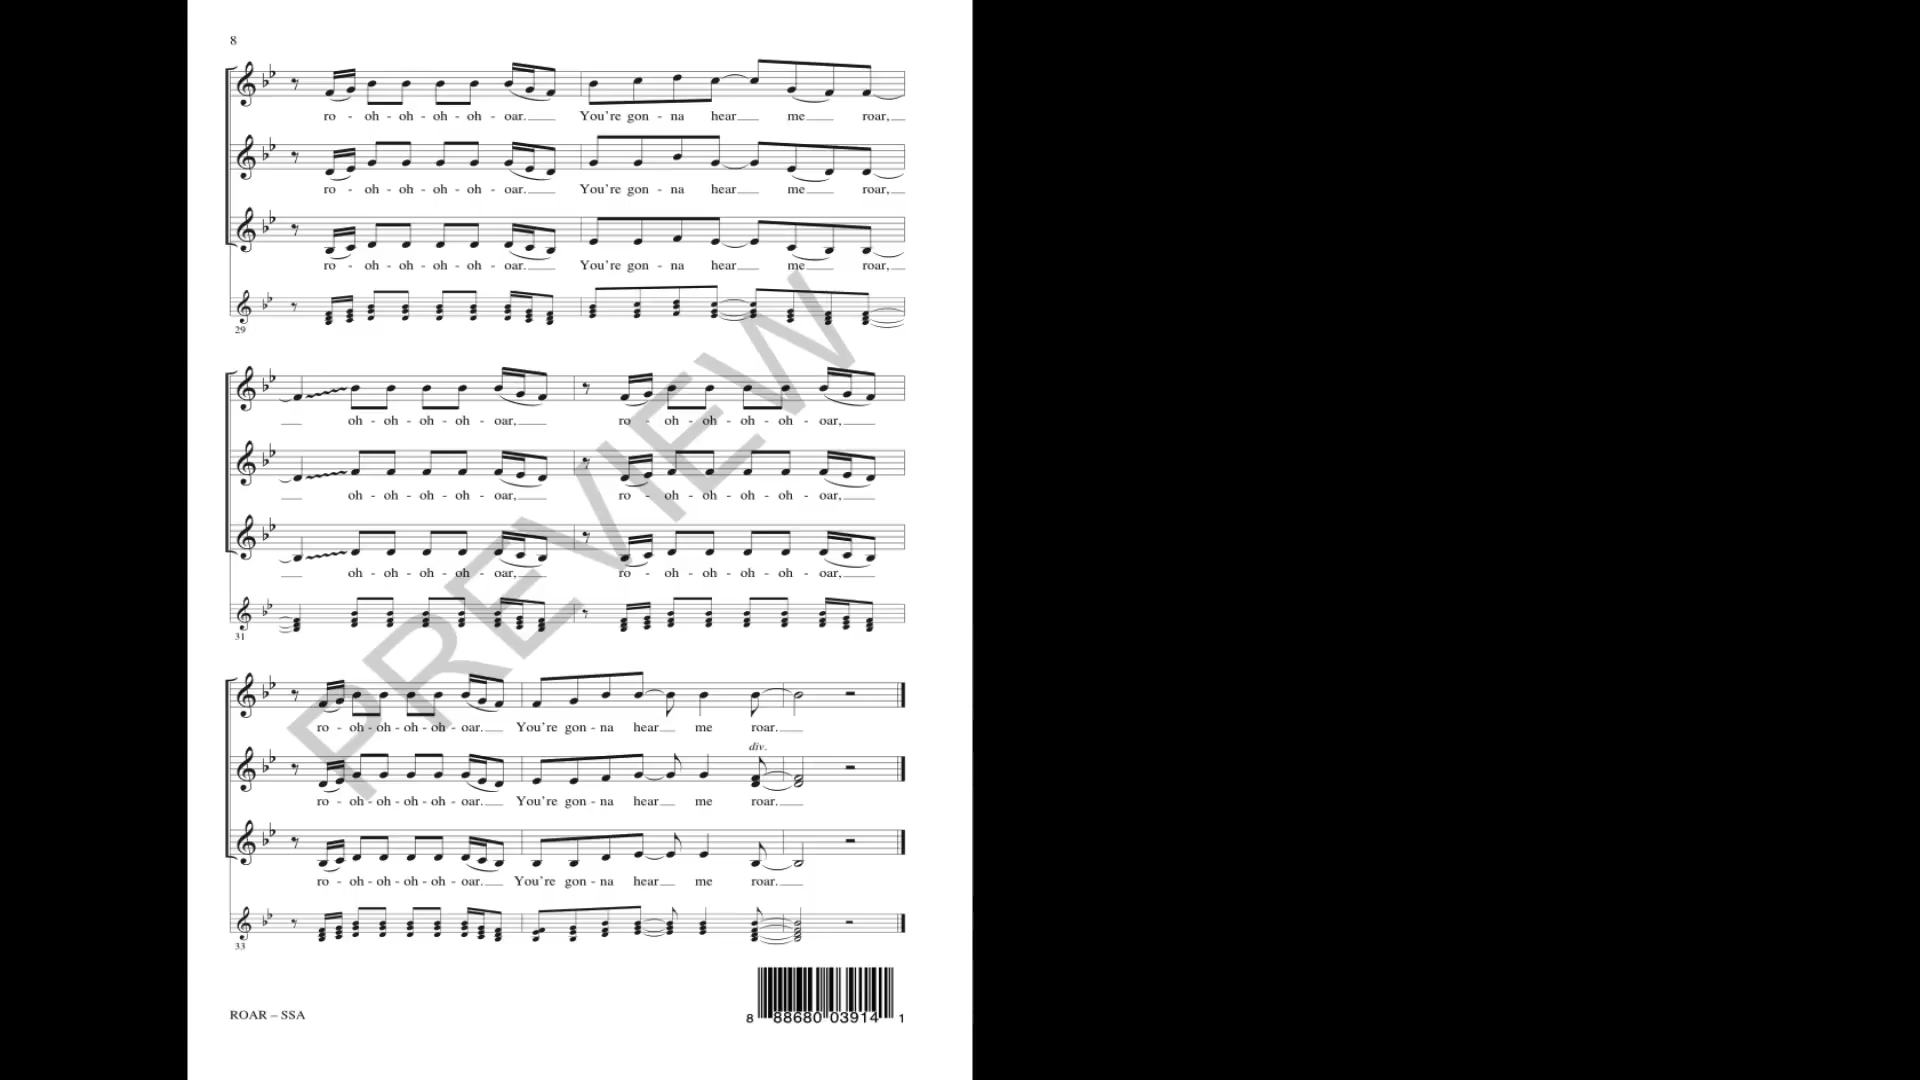 8
ro - oh - oh - oh - oh - oar. You're gon - na hear me roar,
ro - oh - oh - oh - oh - oar. You're gon - na hear me roar,
ro - oh - oh - oh - oh - oar. You're gon - na hear me roar,
29
oh - oh - oh - oh - oar, ro - oh - oh - oh - oh - oar,
oh - oh - oh - oh - oar, ro - oh - oh - oh - oh - oar,
oh - oh - oh - oh - oar, ro - oh - oh - oh - oh - oar,
31
PREVIEW
ro - oh - oh - oh - oh - oar. You're gon - na hear me roar.
div.
ro - oh - oh - oh - oh - oar. You're gon - na hear me roar.
ro - oh - oh - oh - oh - oar. You're gon - na hear me roar.
33
ROAR – SSA
8 88680 03914 1